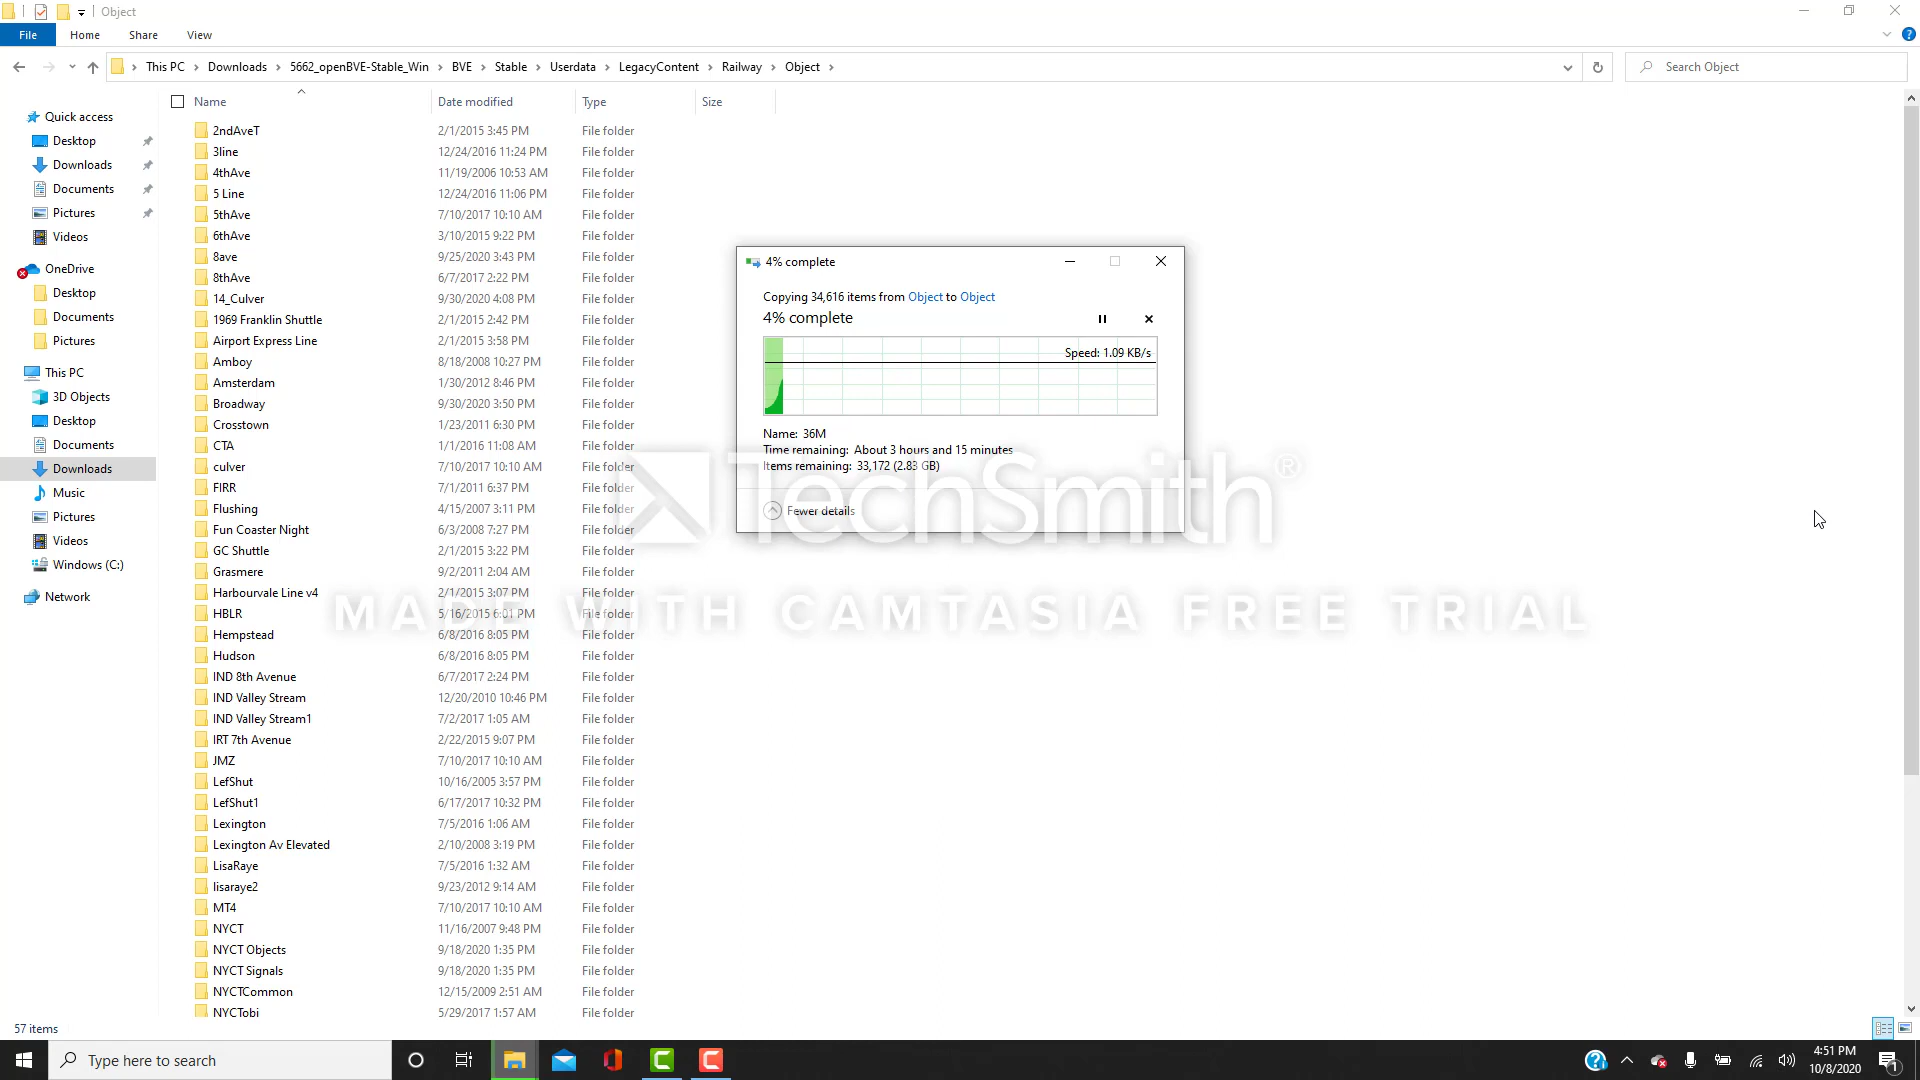 Object
File Home Share View
This PC Downloads 5662_openBVE-Stable_Win BVE Stable Userdata LegacyContent Railway Object
Search Object
Name Date modified Type Size
Quick access
Desktop
Downloads
Documents
Pictures
Videos
OneDrive
Desktop
Documents
Pictures
This PC
3D Objects
Desktop
Documents
Downloads
Music
Pictures
Videos
Windows (C:)
Network
2ndAveT 2/1/2015 3:45 PM File folder
3line 12/24/2016 11:24 PM File folder
4thAve 11/19/2006 10:53 AM File folder
5 Line 12/24/2016 11:06 PM File folder
5thAve 7/10/2017 10:10 AM File folder
6thAve 3/10/2015 9:22 PM File folder
8ave 9/25/2020 3:43 PM File folder
8thAve 6/7/2017 2:22 PM File folder
14_Culver 9/30/2020 4:08 PM File folder
1969 Franklin Shuttle 2/1/2015 2:42 PM File folder
Airport Express Line 2/1/2015 3:58 PM File folder
Amboy 8/18/2008 10:27 PM File folder
Amsterdam 1/30/2012 8:46 PM File folder
Broadway 9/30/2020 3:50 PM File folder
Crosstown 1/23/2011 6:30 PM File folder
CTA 1/1/2016 11:08 AM File folder
culver 7/10/2017 10:10 AM File folder
FIRR 7/1/2011 6:37 PM File folder
Flushing 4/15/2007 3:11 PM File folder
Fun Coaster Night 6/3/2008 7:27 PM File folder
GC Shuttle 2/1/2015 3:22 PM File folder
Grasmere 9/2/2011 2:04 AM File folder
Harbourvale Line v4 2/1/2015 3:07 PM File folder
HBLR 5/16/2015 6:01 PM File folder
Hempstead 6/8/2016 8:05 PM File folder
Hudson 6/8/2016 8:05 PM File folder
IND 8th Avenue 6/7/2017 2:24 PM File folder
IND Valley Stream 12/20/2010 10:46 PM File folder
IND Valley Stream1 7/2/2017 1:05 AM File folder
IRT 7th Avenue 2/22/2015 9:07 PM File folder
JMZ 7/10/2017 10:10 AM File folder
LefShut 10/16/2005 3:57 PM File folder
LefShut1 6/17/2017 10:32 PM File folder
Lexington 7/5/2016 1:06 AM File folder
Lexington Av Elevated 2/10/2008 3:19 PM File folder
LisaRaye 7/5/2016 1:32 AM File folder
lisaraye2 9/23/2012 9:14 AM File folder
MT4 7/10/2017 10:10 AM File folder
NYCT 11/16/2007 9:48 PM File folder
NYCT Objects 9/18/2020 1:35 PM File folder
NYCT Signals 9/18/2020 1:35 PM File folder
NYCTCommon 12/15/2009 2:51 AM File folder
NYCTobi 5/29/2017 1:57 AM File folder
4% complete
Copying 34,616 items from Object to Object
4% complete
Speed: 1.09 KB/s
Name: 36M
Time remaining: About 3 hours and 15 minutes
Items remaining: 33,172 (2.83 GB)
Fewer details
TechSmith®
MADE WITH CAMTASIA FREE TRIAL
57 items
Type here to search
4:51 PM
10/8/2020
1